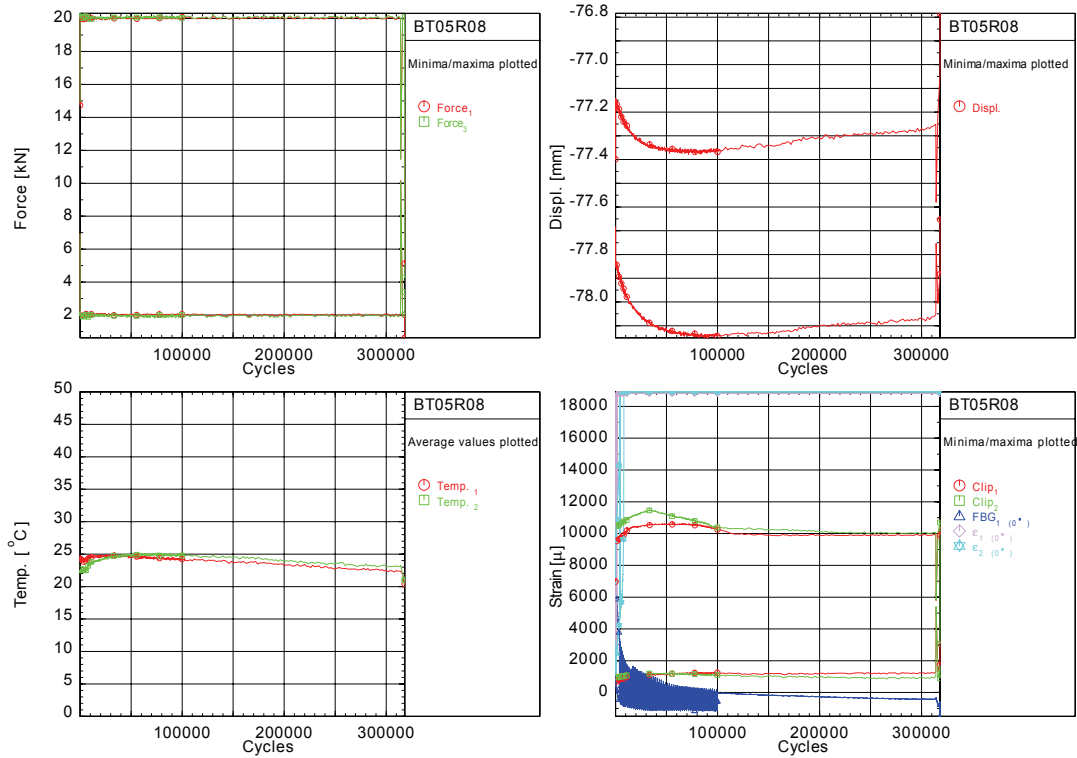 BT05R08
Minima/maxima plotted
Force1
Force3
Force [kN]
20
18
16
14
12
10
8
6
4
2
100000 200000 300000
Cycles
BT05R08
Minima/maxima plotted
Displ.
Displ. [mm]
-76.8
-77.0
-77.2
-77.4
-77.6
-77.8
-78.0
100000 200000 300000
Cycles
BT05R08
Average values plotted
Temp. 1
Temp. 2
Temp. [°C]
50
45
40
35
30
25
20
15
10
5
0
100000 200000 300000
Cycles
BT05R08
Minima/maxima plotted
Clip1
Clip2
FBG1 (0°)
ε1 (0°)
ε2 (0°)
Strain [µ]
18000
16000
14000
12000
10000
8000
6000
4000
2000
0
100000 200000 300000
Cycles